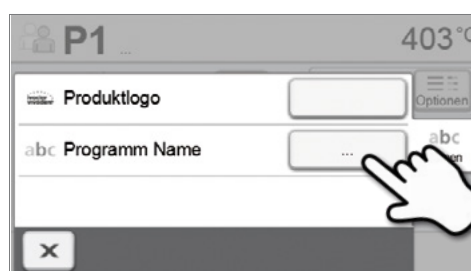 P1 ... 403°C
Optionen
Produktlogo
abc
abc Programm Name ...